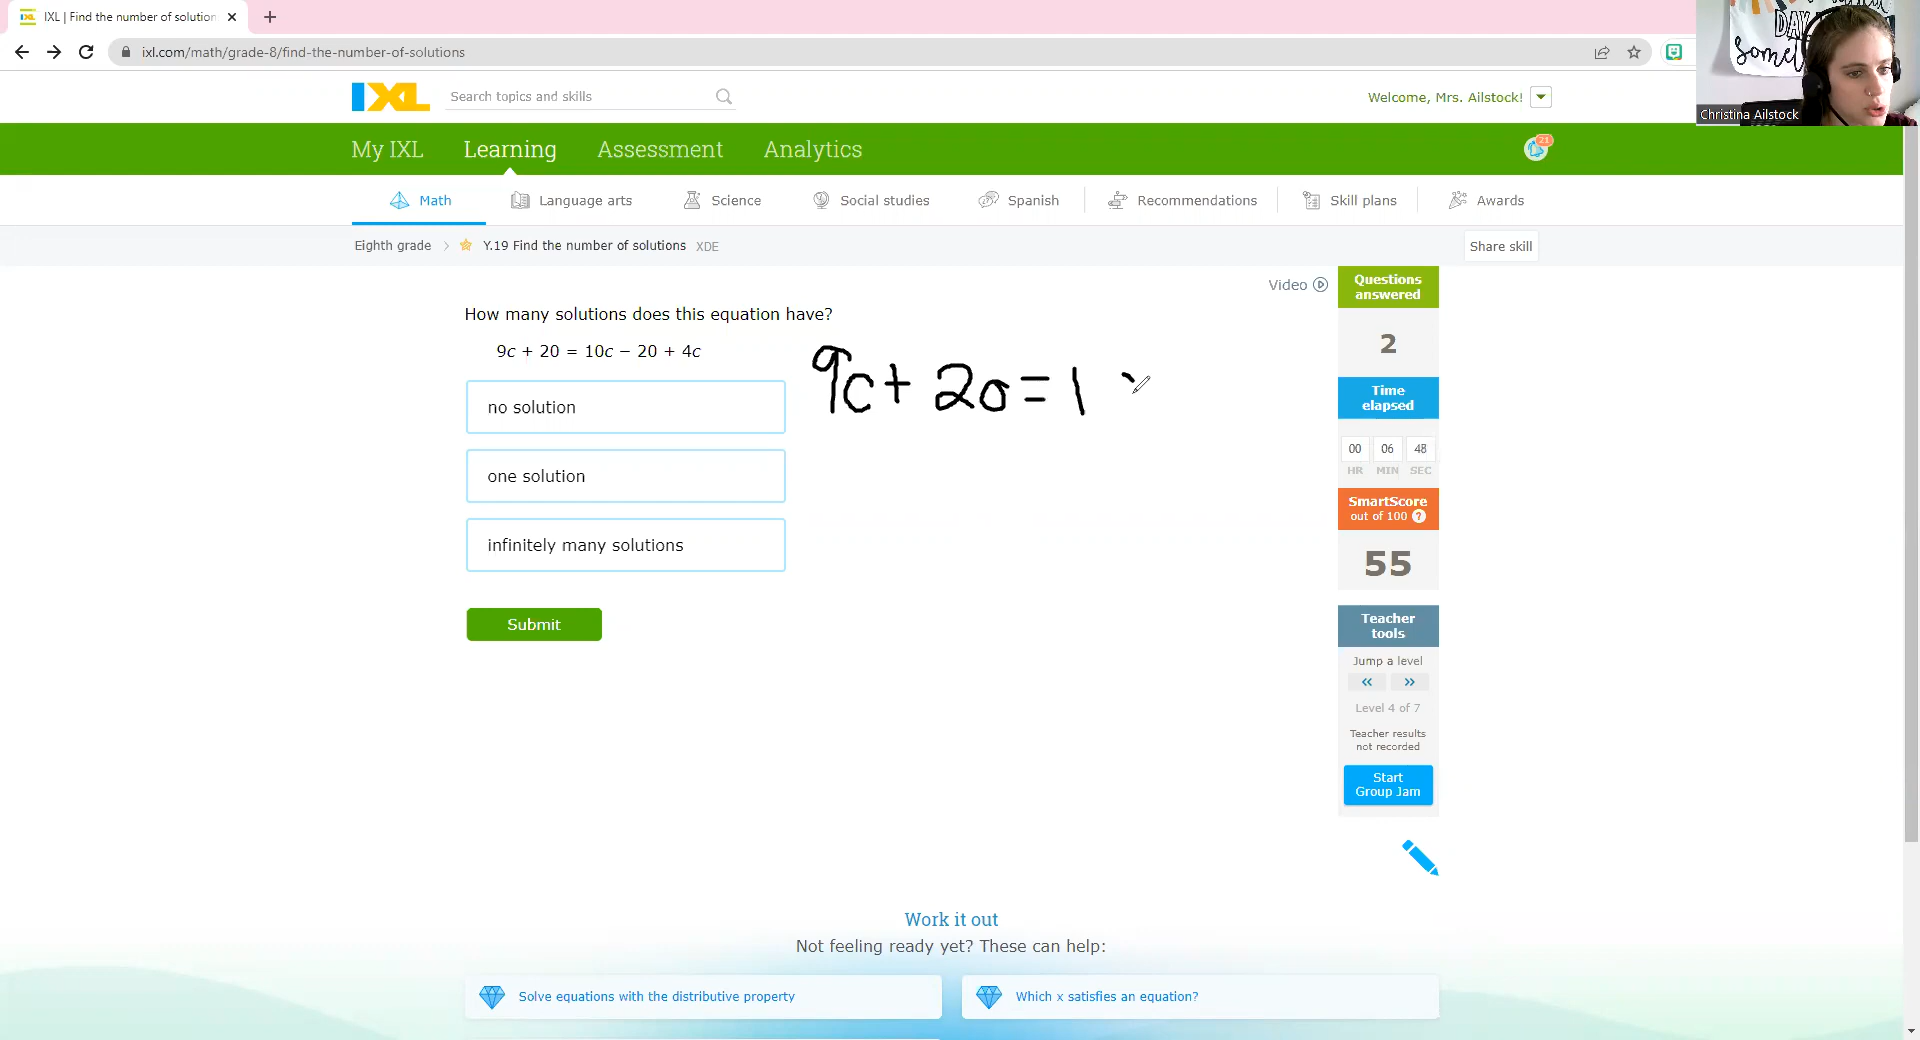 IXL | Find the number of solution
ixl.com/math/grade-8/find-the-number-of-solutions
DAY
Somet
Christina Ailstock
IXL
Search topics and skills
Welcome, Mrs. Ailstock!
My IXL Learning Assessment Analytics
21
Math Language arts Science Social studies Spanish Recommendations Skill plans Awards
Eighth grade > Y.19 Find the number of solutions XDE
Share skill
Video
Questions answered
2
Time elapsed
00 06 48
HR MIN SEC
SmartScore
out of 100 ?
55
Teacher tools
Jump a level
<< >>
Level 4 of 7
Teacher results
not recorded
Start
Group Jam
How many solutions does this equation have?
9c + 20 = 10c − 20 + 4c
9c + 20 = 1
no solution
one solution
infinitely many solutions
Submit
Work it out
Not feeling ready yet? These can help:
Solve equations with the distributive property
Which x satisfies an equation?